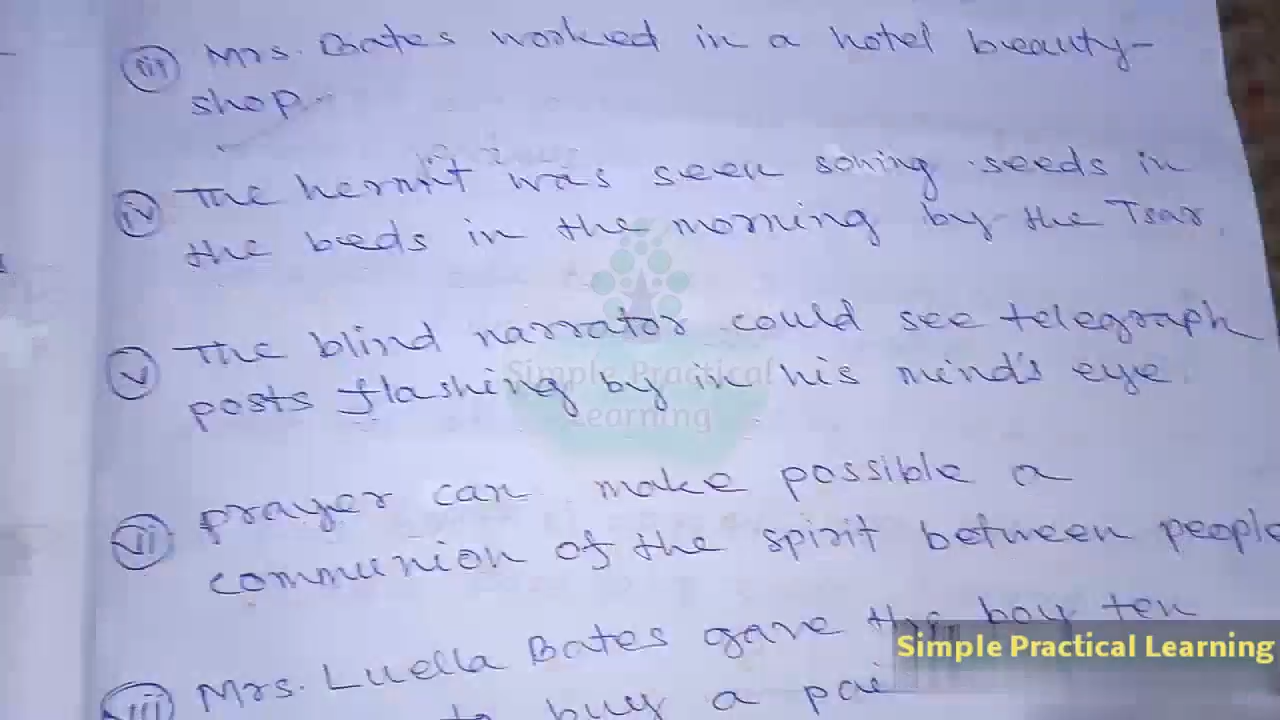 (iii) Mrs. Bates worked in a hotel beauty-
shop.
(iv) The hermit was seen sowing seeds in
the beds in the morning by the Tsar.
(v) The blind narrator could see telegraph
posts flashing by in his mind's eye.
(vi) prayer can make possible a
communion of the spirit between people
Mrs. Luella Bates gave the boy ten
to buy a pai
Simple Practical
Learning
Simple Practical Learning